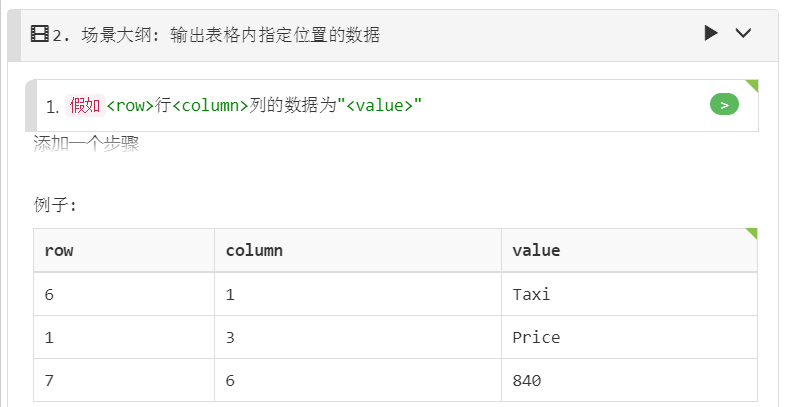 2. 场景大纲: 输出表格内指定位置的数据
1. 假如 <row>行<column>列的数据为"<value>"
>
添加一个步骤
例子:
row column value
6 1 Taxi
1 3 Price
7 6 840